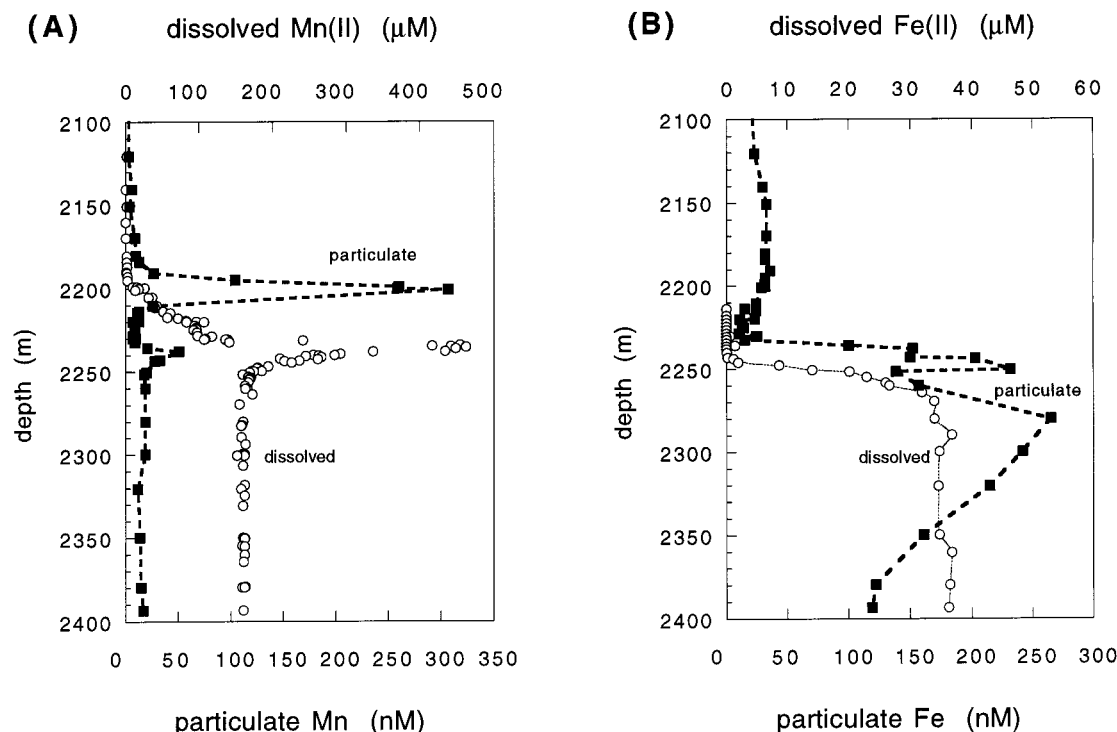 (A) dissolved Mn(II) (μM)
0 100 200 300 400 500
2100
2150
2200
2250
2300
2350
2400
depth (m)
particulate
dissolved
0 50 100 150 200 250 300 350
particulate Mn (nM)
(B) dissolved Fe(II) (μM)
0 10 20 30 40 50 60
2100
2150
2200
2250
2300
2350
2400
depth (m)
particulate
dissolved
0 50 100 150 200 250 300
particulate Fe (nM)